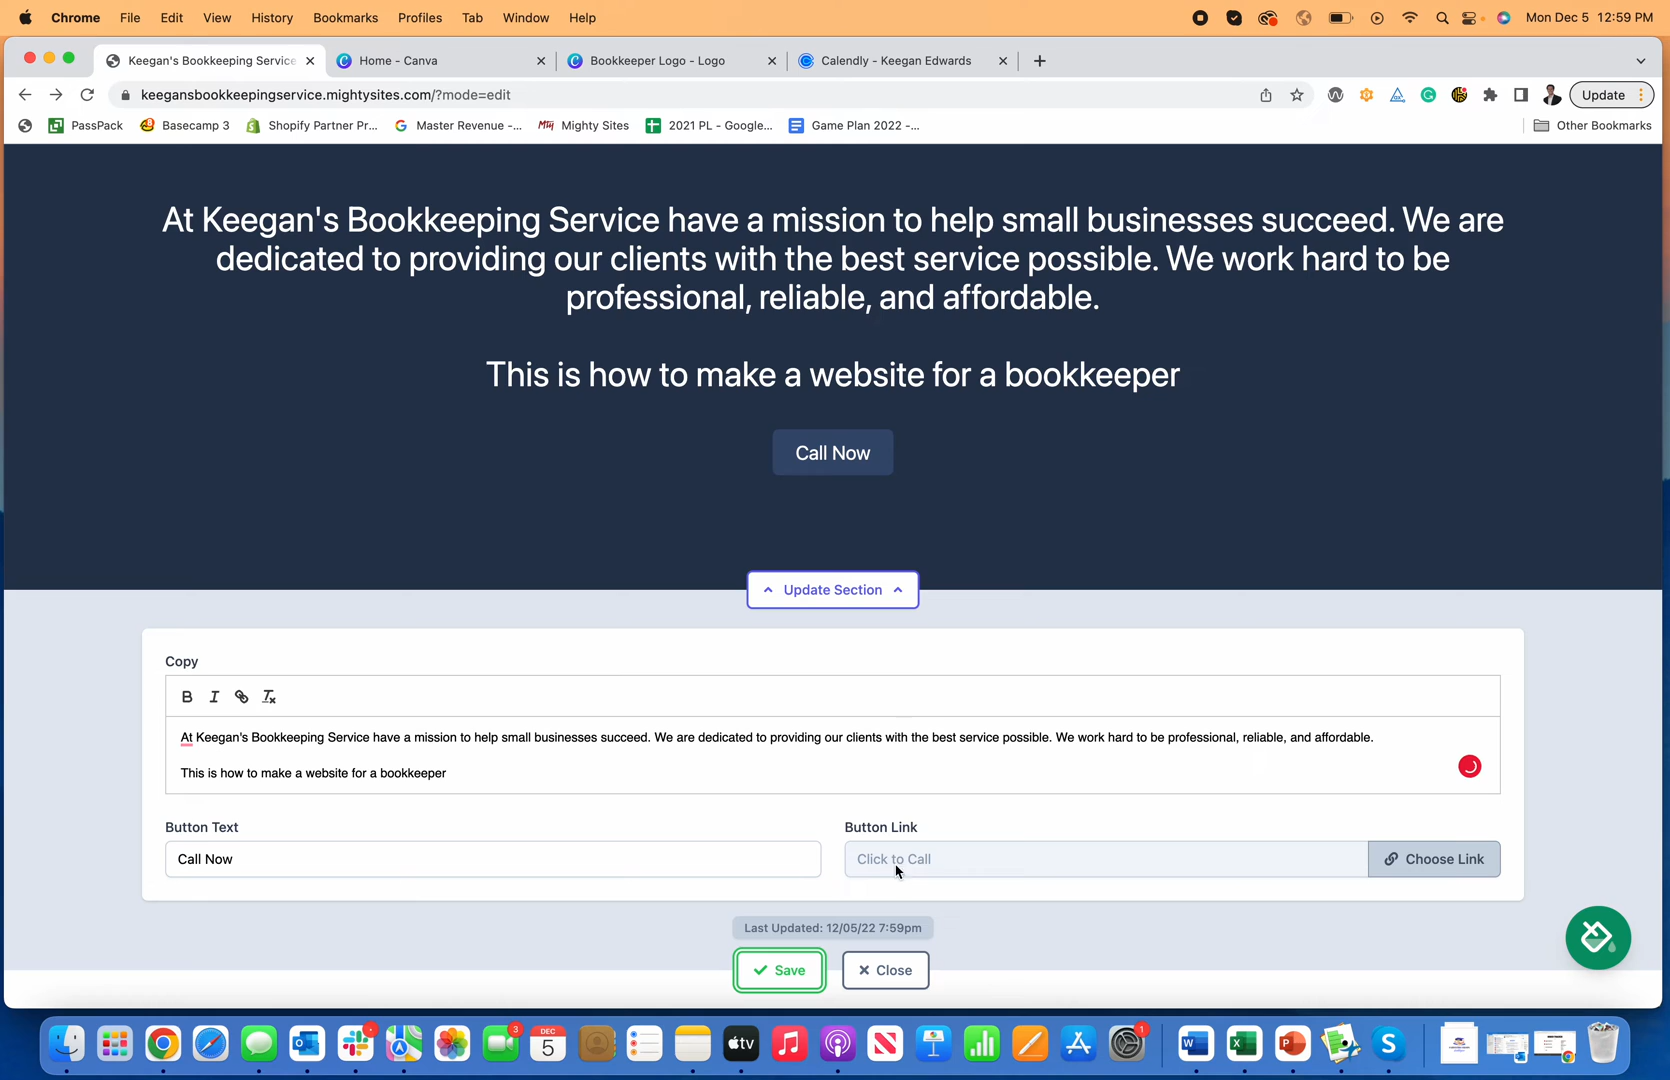 Chrome File Edit View History Bookmarks Profiles Tab Window Help Mon Dec 5 12:59 PM
Keegan's Bookkeeping Service Home - Canva Bookkeeper Logo - Logo Calendly - Keegan Edwards
keegansbookkeepingservice.mightysites.com/?mode=edit Update
PassPack Basecamp 3 Shopify Partner Pr... Master Revenue -... Mighty Sites 2021 PL - Google... Game Plan 2022 -... Other Bookmarks
At Keegan's Bookkeeping Service have a mission to help small businesses succeed. We are
dedicated to providing our clients with the best service possible. We work hard to be
professional, reliable, and affordable.
This is how to make a website for a bookkeeper
Call Now
Update Section
Copy
B I
At Keegan's Bookkeeping Service have a mission to help small businesses succeed. We are dedicated to providing our clients with the best service possible. We work hard to be professional, reliable, and affordable.
This is how to make a website for a bookkeeper
Button Text Button Link
Call Now Click to Call Choose Link
Last Updated: 12/05/22 7:59pm
Save Close
3 DEC 5 tv 1 W X P S